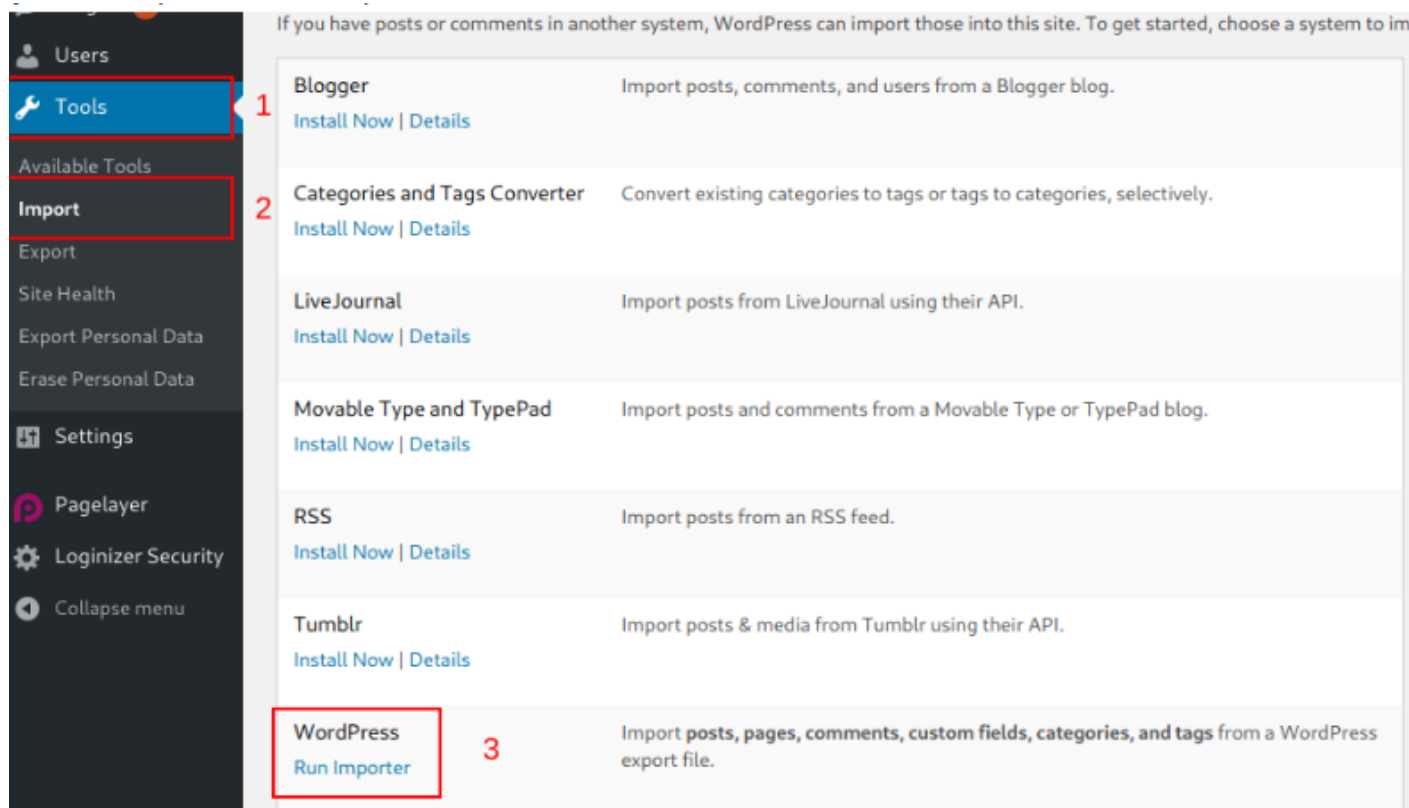 If you have posts or comments in another system, WordPress can import those into this site. To get started, choose a system to im
Users
Tools
1
Available Tools
Import
2
Export
Site Health
Export Personal Data
Erase Personal Data
Settings
Pagelayer
Loginizer Security
Collapse menu
Blogger
Import posts, comments, and users from a Blogger blog.
Install Now | Details
Categories and Tags Converter
Convert existing categories to tags or tags to categories, selectively.
Install Now | Details
LiveJournal
Import posts from LiveJournal using their API.
Install Now | Details
Movable Type and TypePad
Import posts and comments from a Movable Type or TypePad blog.
Install Now | Details
RSS
Import posts from an RSS feed.
Install Now | Details
Tumblr
Import posts & media from Tumblr using their API.
Install Now | Details
WordPress
Run Importer
3
Import posts, pages, comments, custom fields, categories, and tags from a WordPress
export file.